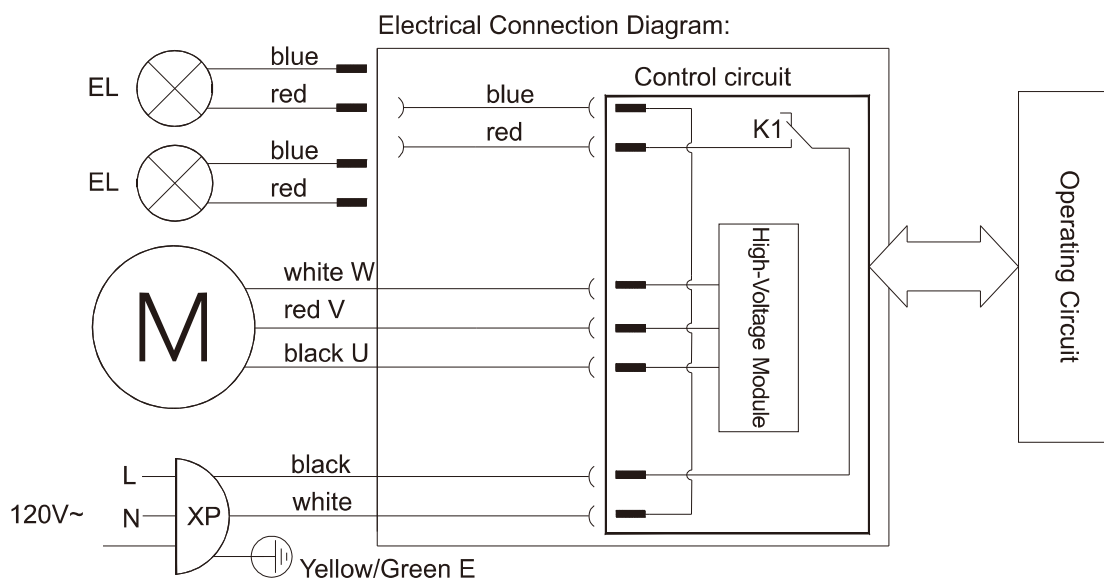 Electrical Connection Diagram:
EL
blue
red
EL
blue
red
blue
red
Control circuit
K1
M
white W
red V
black U
High-Voltage Module
Operating Circuit
120V~
L
N
XP
black
white
Yellow/Green E